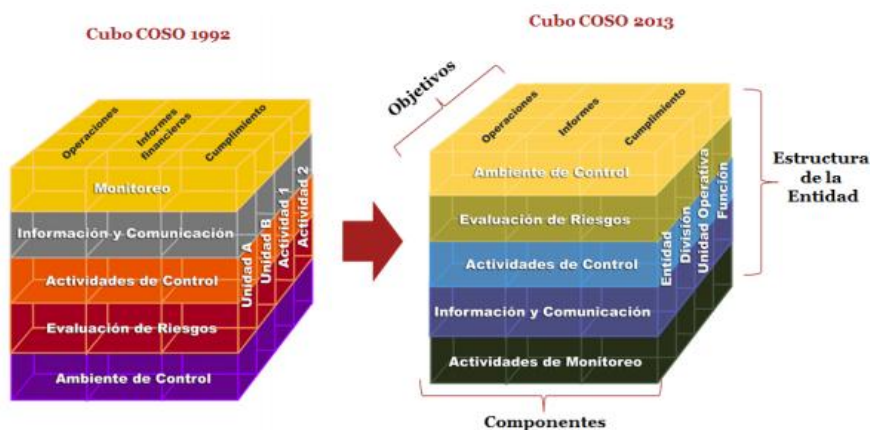 Cubo COSO 1992
Operaciones
Informes
financieros
Cumplimiento
Monitoreo
Información y Comunicación
Actividades de Control
Evaluación de Riesgos
Ambiente de Control
Unidad A
Unidad B
Actividad 1
Actividad 2
Cubo COSO 2013
Objetivos
Operaciones
Informes
Cumplimiento
Ambiente de Control
Evaluación de Riesgos
Actividades de Control
Información y Comunicación
Actividades de Monitoreo
Entidad
División
Unidad Operativa
Función
Estructura
de la
Entidad
Componentes